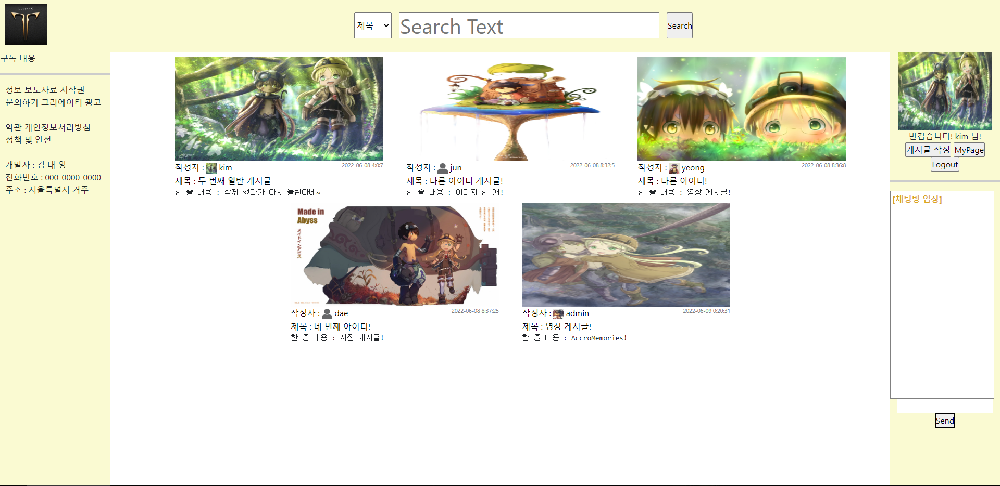 LOSTARK
제목
Search Text
Search
구독 내용
정보 보도자료 저작권
문의하기 크리에이터 광고
약관 개인정보처리방침
정책 및 안전
개발자 : 김 대 영
전화번호 : 000-0000-0000
주소 : 서울특별시 거주
작성자 : kim 2022-06-08 4:0:7
제목 : 두 번째 일반 게시글
한 줄 내용 : 삭제 했다가 다시 올린다네~
작성자 : jun 2022-06-08 8:32:5
제목 : 다른 아이디 게시글!
한 줄 내용 : 이미지 한 개!
작성자 : yeong 2022-06-08 8:36:8
제목 : 다른 아이디!
한 줄 내용 : 영상 게시글!
Made in
Abyss
メイドインアビス
작성자 : dae 2022-06-08 8:37:25
제목 : 네 번째 아이디!
한 줄 내용 : 사진 게시글!
작성자 : admin 2022-06-09 0:20:31
제목 : 영상 게시글!
한 줄 내용 : AccroMemories!
반갑습니다! kim 님!
게시글 작성 MyPage
Logout
[채팅방 입장]
Send